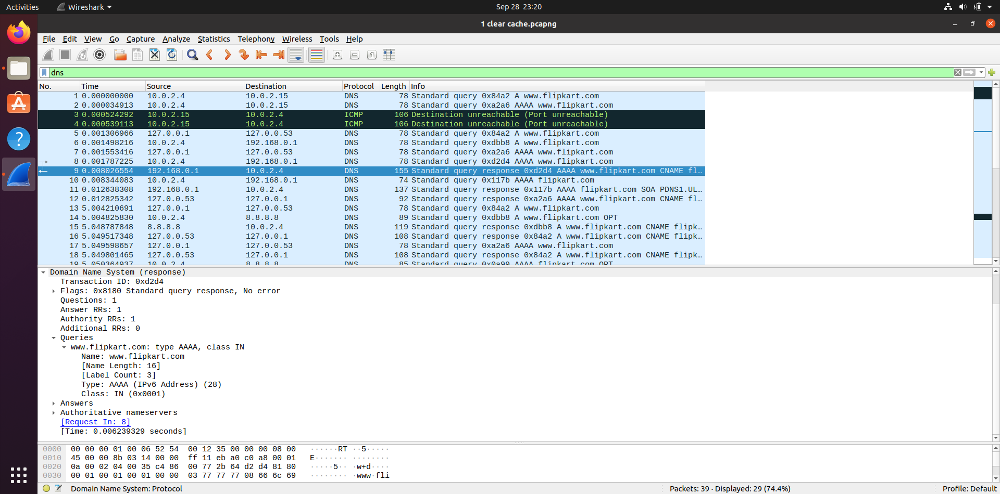 Activities Wireshark Sep 28 23:20
1 clear cache.pcapng
File Edit View Go Capture Analyze Statistics Telephony Wireless Tools Help
dns
No. Time Source Destination Protocol Length Info
1 0.000000000 10.0.2.4 10.0.2.15 DNS 78 Standard query 0x84a2 A www.flipkart.com
2 0.000034913 10.0.2.4 10.0.2.15 DNS 78 Standard query 0xa2a6 AAAA www.flipkart.com
3 0.000524292 10.0.2.15 10.0.2.4 ICMP 106 Destination unreachable (Port unreachable)
4 0.000539113 10.0.2.15 10.0.2.4 ICMP 106 Destination unreachable (Port unreachable)
5 0.001306966 127.0.0.1 127.0.0.53 DNS 78 Standard query 0x84a2 A www.flipkart.com
6 0.001498216 10.0.2.4 192.168.0.1 DNS 78 Standard query 0xdbb8 A www.flipkart.com
7 0.001553416 127.0.0.1 127.0.0.53 DNS 78 Standard query 0xa2a6 AAAA www.flipkart.com
8 0.001787225 10.0.2.4 192.168.0.1 DNS 78 Standard query 0xd2d4 AAAA www.flipkart.com
9 0.008026554 192.168.0.1 10.0.2.4 DNS 155 Standard query response 0xd2d4 AAAA www.flipkart.com CNAME fl…
10 0.008344083 10.0.2.4 192.168.0.1 DNS 74 Standard query 0x117b AAAA flipkart.com
11 0.012638308 192.168.0.1 10.0.2.4 DNS 137 Standard query response 0x117b AAAA flipkart.com SOA PDNS1.UL…
12 0.012825342 127.0.0.53 127.0.0.1 DNS 92 Standard query response 0xa2a6 AAAA www.flipkart.com CNAME fl…
13 5.004210691 127.0.0.1 127.0.0.53 DNS 78 Standard query 0x84a2 A www.flipkart.com
14 5.004825830 10.0.2.4 8.8.8.8 DNS 89 Standard query 0xdbb8 A www.flipkart.com OPT
15 5.048787848 8.8.8.8 10.0.2.4 DNS 119 Standard query response 0xdbb8 A www.flipkart.com CNAME flipk…
16 5.049517348 127.0.0.53 127.0.0.1 DNS 108 Standard query response 0x84a2 A www.flipkart.com CNAME flipk…
17 5.049598657 127.0.0.1 127.0.0.53 DNS 78 Standard query 0xa2a6 AAAA www.flipkart.com
18 5.049801465 127.0.0.53 127.0.0.1 DNS 108 Standard query response 0x84a2 A www.flipkart.com CNAME flipk…
19 5.050364937 10.0.2.4 8.8.8.8 DNS 85 Standard query 0x0a99 AAAA flipkart.com OPT
Domain Name System (response)
Transaction ID: 0xd2d4
Flags: 0x8180 Standard query response, No error
Questions: 1
Answer RRs: 1
Authority RRs: 1
Additional RRs: 0
Queries
www.flipkart.com: type AAAA, class IN
Name: www.flipkart.com
[Name Length: 16]
[Label Count: 3]
Type: AAAA (IPv6 Address) (28)
Class: IN (0x0001)
Answers
Authoritative nameservers
[Request In: 8]
[Time: 0.006239329 seconds]
0000 00 00 00 01 00 06 52 54 00 12 35 00 00 00 08 00 ······RT ··5·····
0010 45 00 00 8b 03 14 00 00 ff 11 eb a0 c0 a8 00 01 E······· ········
0020 0a 00 02 04 00 35 c4 86 00 77 2b 64 d2 d4 81 80 ·····5·· ·w+d····
0030 00 01 00 01 00 01 00 00 03 77 77 77 08 66 6c 69 ········ ·www·fli
Domain Name System: Protocol Packets: 39 · Displayed: 29 (74.4%) Profile: Default